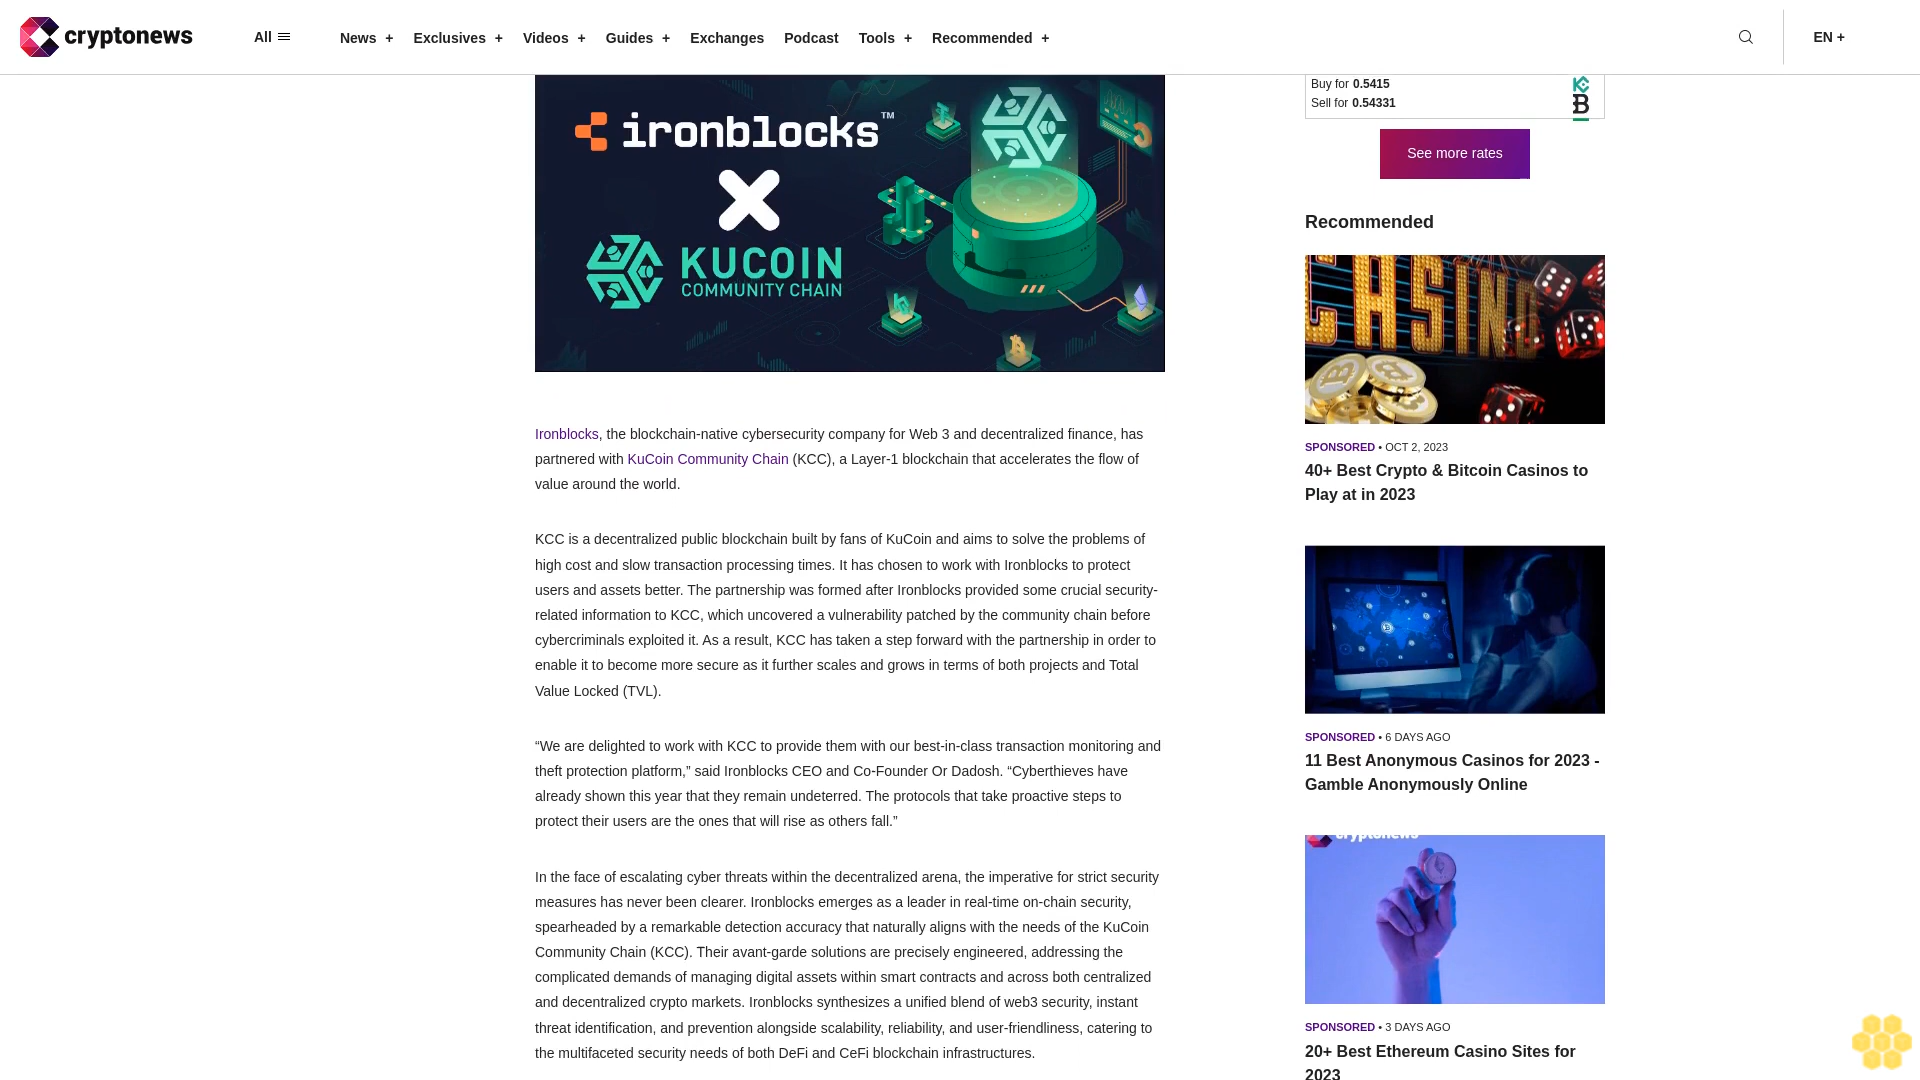 cryptonews
All
News +
Exclusives +
Videos +
Guides +
Exchanges
Podcast
Tools +
Recommended +
EN +
ironblocks™
KUCOIN
COMMUNITY CHAIN
Ironblocks, the blockchain-native cybersecurity company for Web 3 and decentralized finance, has
partnered with KuCoin Community Chain (KCC), a Layer-1 blockchain that accelerates the flow of
value around the world.
KCC is a decentralized public blockchain built by fans of KuCoin and aims to solve the problems of
high cost and slow transaction processing times. It has chosen to work with Ironblocks to protect
users and assets better. The partnership was formed after Ironblocks provided some crucial security-
related information to KCC, which uncovered a vulnerability patched by the community chain before
cybercriminals exploited it. As a result, KCC has taken a step forward with the partnership in order to
enable it to become more secure as it further scales and grows in terms of both projects and Total
Value Locked (TVL).
“We are delighted to work with KCC to provide them with our best-in-class transaction monitoring and
theft protection platform,” said Ironblocks CEO and Co-Founder Or Dadosh. “Cyberthieves have
already shown this year that they remain undeterred. The protocols that take proactive steps to
protect their users are the ones that will rise as others fall.”
In the face of escalating cyber threats within the decentralized arena, the imperative for strict security
measures has never been clearer. Ironblocks emerges as a leader in real-time on-chain security,
spearheaded by a remarkable detection accuracy that naturally aligns with the needs of the KuCoin
Community Chain (KCC). Their avant-garde solutions are precisely engineered, addressing the
complicated demands of managing digital assets within smart contracts and across both centralized
and decentralized crypto markets. Ironblocks synthesizes a unified blend of web3 security, instant
threat identification, and prevention alongside scalability, reliability, and user-friendliness, catering to
the multifaceted security needs of both DeFi and CeFi blockchain infrastructures.
Buy for 0.5415
Sell for 0.54331
See more rates
Recommended
CASINO
SPONSORED • OCT 2, 2023
40+ Best Crypto & Bitcoin Casinos to
Play at in 2023
SPONSORED • 6 DAYS AGO
11 Best Anonymous Casinos for 2023 -
Gamble Anonymously Online
cryptonews
SPONSORED • 3 DAYS AGO
20+ Best Ethereum Casino Sites for
2023